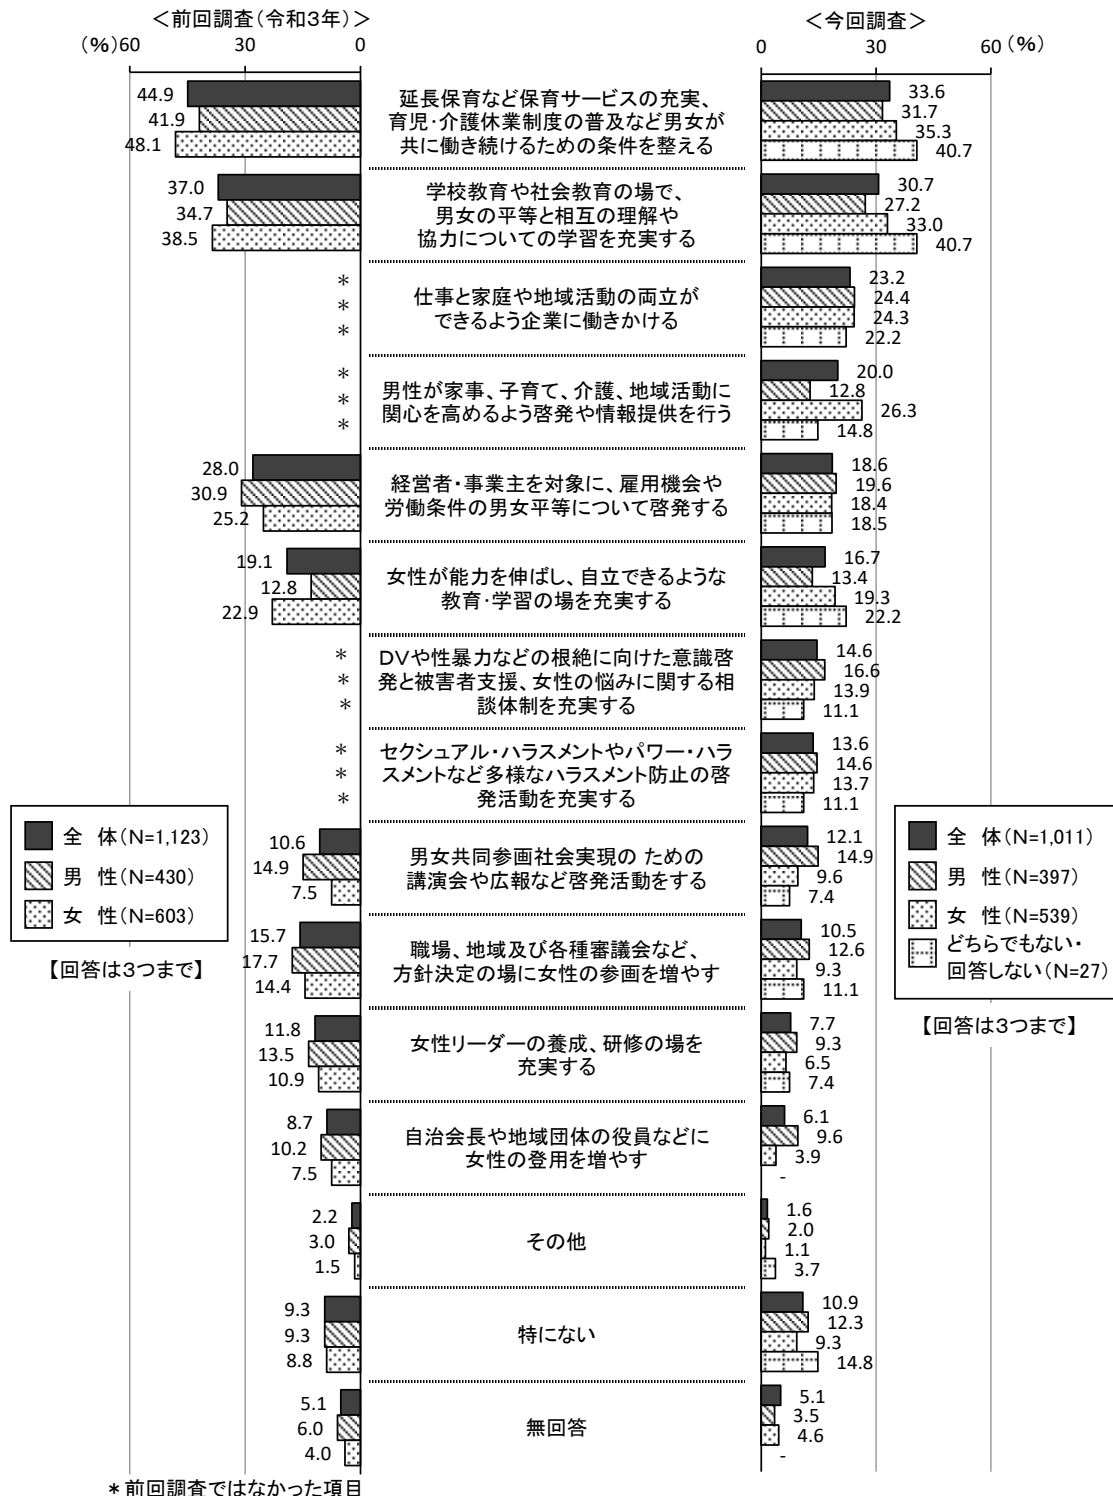 ＜前回調査（令和3年）＞
＜今回調査＞
(％)60 30 0
0 30 60 (％)
44.9
41.9
48.1
延長保育など保育サービスの充実、
育児・介護休業制度の普及など男女が
共に働き続けるための条件を整える
33.6
31.7
35.3
40.7
37.0
34.7
38.5
学校教育や社会教育の場で、
男女の平等と相互の理解や
協力についての学習を充実する
30.7
27.2
33.0
40.7
＊
＊
＊
仕事と家庭や地域活動の両立が
できるよう企業に働きかける
23.2
24.4
24.3
22.2
＊
＊
＊
男性が家事、子育て、介護、地域活動に
関心を高めるよう啓発や情報提供を行う
20.0
12.8
26.3
14.8
28.0
30.9
25.2
経営者・事業主を対象に、雇用機会や
労働条件の男女平等について啓発する
18.6
19.6
18.4
18.5
19.1
12.8
22.9
女性が能力を伸ばし、自立できるような
教育・学習の場を充実する
16.7
13.4
19.3
22.2
＊
＊
＊
DVや性暴力などの根絶に向けた意識啓
発と被害者支援、女性の悩みに関する相
談体制を充実する
14.6
16.6
13.9
11.1
＊
＊
＊
セクシュアル・ハラスメントやパワー・ハラ
スメントなど多様なハラスメント防止の啓
発活動を充実する
13.6
14.6
13.7
11.1
10.6
14.9
7.5
男女共同参画社会実現の ための
講演会や広報など啓発活動をする
12.1
14.9
9.6
7.4
15.7
17.7
14.4
職場、地域及び各種審議会など、
方針決定の場に女性の参画を増やす
10.5
12.6
9.3
11.1
11.8
13.5
10.9
女性リーダーの養成、研修の場を
充実する
7.7
9.3
6.5
7.4
8.7
10.2
7.5
自治会長や地域団体の役員などに
女性の登用を増やす
6.1
9.6
3.9
-
2.2
3.0
1.5
その他
1.6
2.0
1.1
3.7
9.3
9.3
8.8
特にない
10.9
12.3
9.3
14.8
5.1
6.0
4.0
無回答
5.1
3.5
4.6
-
全 体（N=1,123）
男 性（N=430）
女 性（N=603）
【回答は3つまで】
全 体（N=1,011）
男 性（N=397）
女 性（N=539）
どちらでもない・
回答しない（N=27）
【回答は3つまで】
＊前回調査ではなかった項目